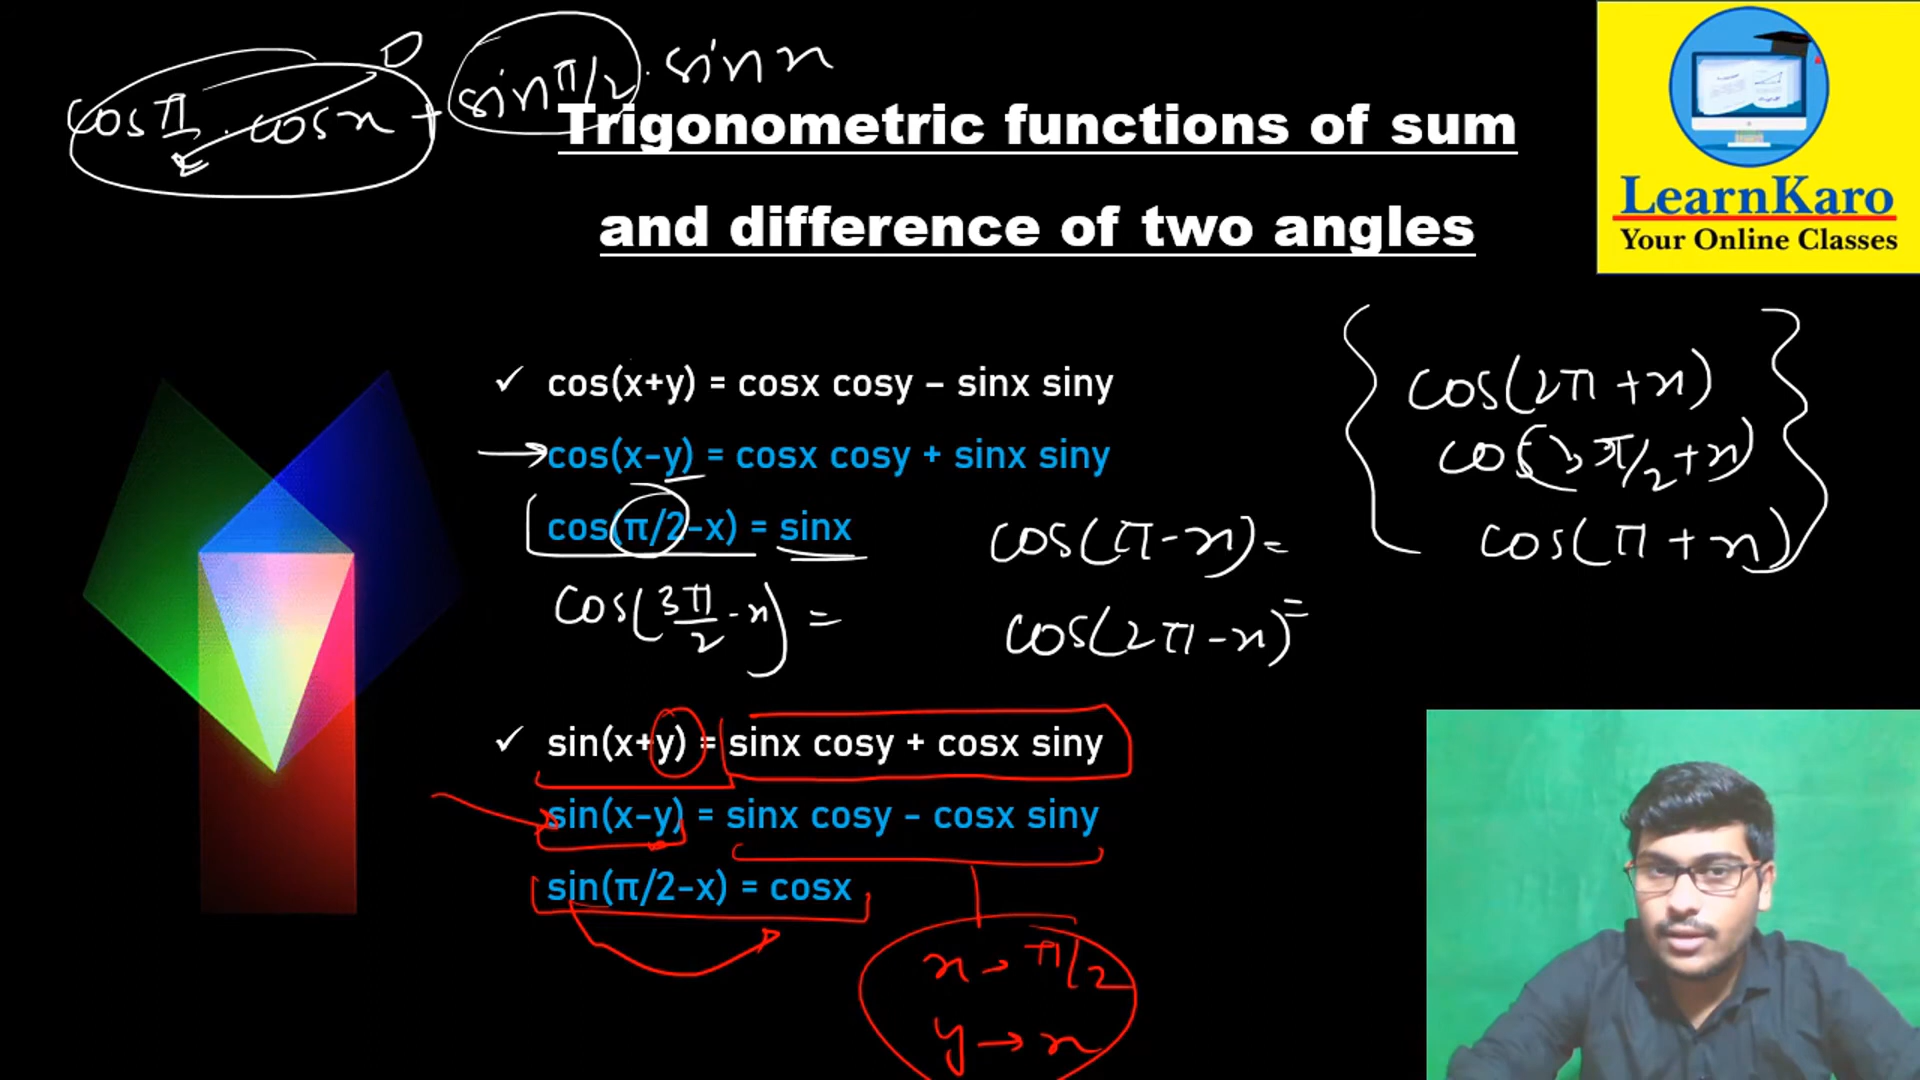 cos π/2 . cosx + sin π/2 . sin x
0
Trigonometric functions of sum
and difference of two angles
LearnKaro
Your Online Classes
✓ cos(x+y) = cosx cosy – sinx siny
cos(x–y) = cosx cosy + sinx siny
cos(π/2–x) = sinx
cos(3π/2 - x) =
cos(π-x)=
cos(2π-x)=
cos(2π+x)
cos(3π/2+x)
cos(π+x)
✓ sin(x+y) = sinx cosy + cosx siny
sin(x–y) = sinx cosy – cosx siny
sin(π/2–x) = cosx
x → π/2
y → x